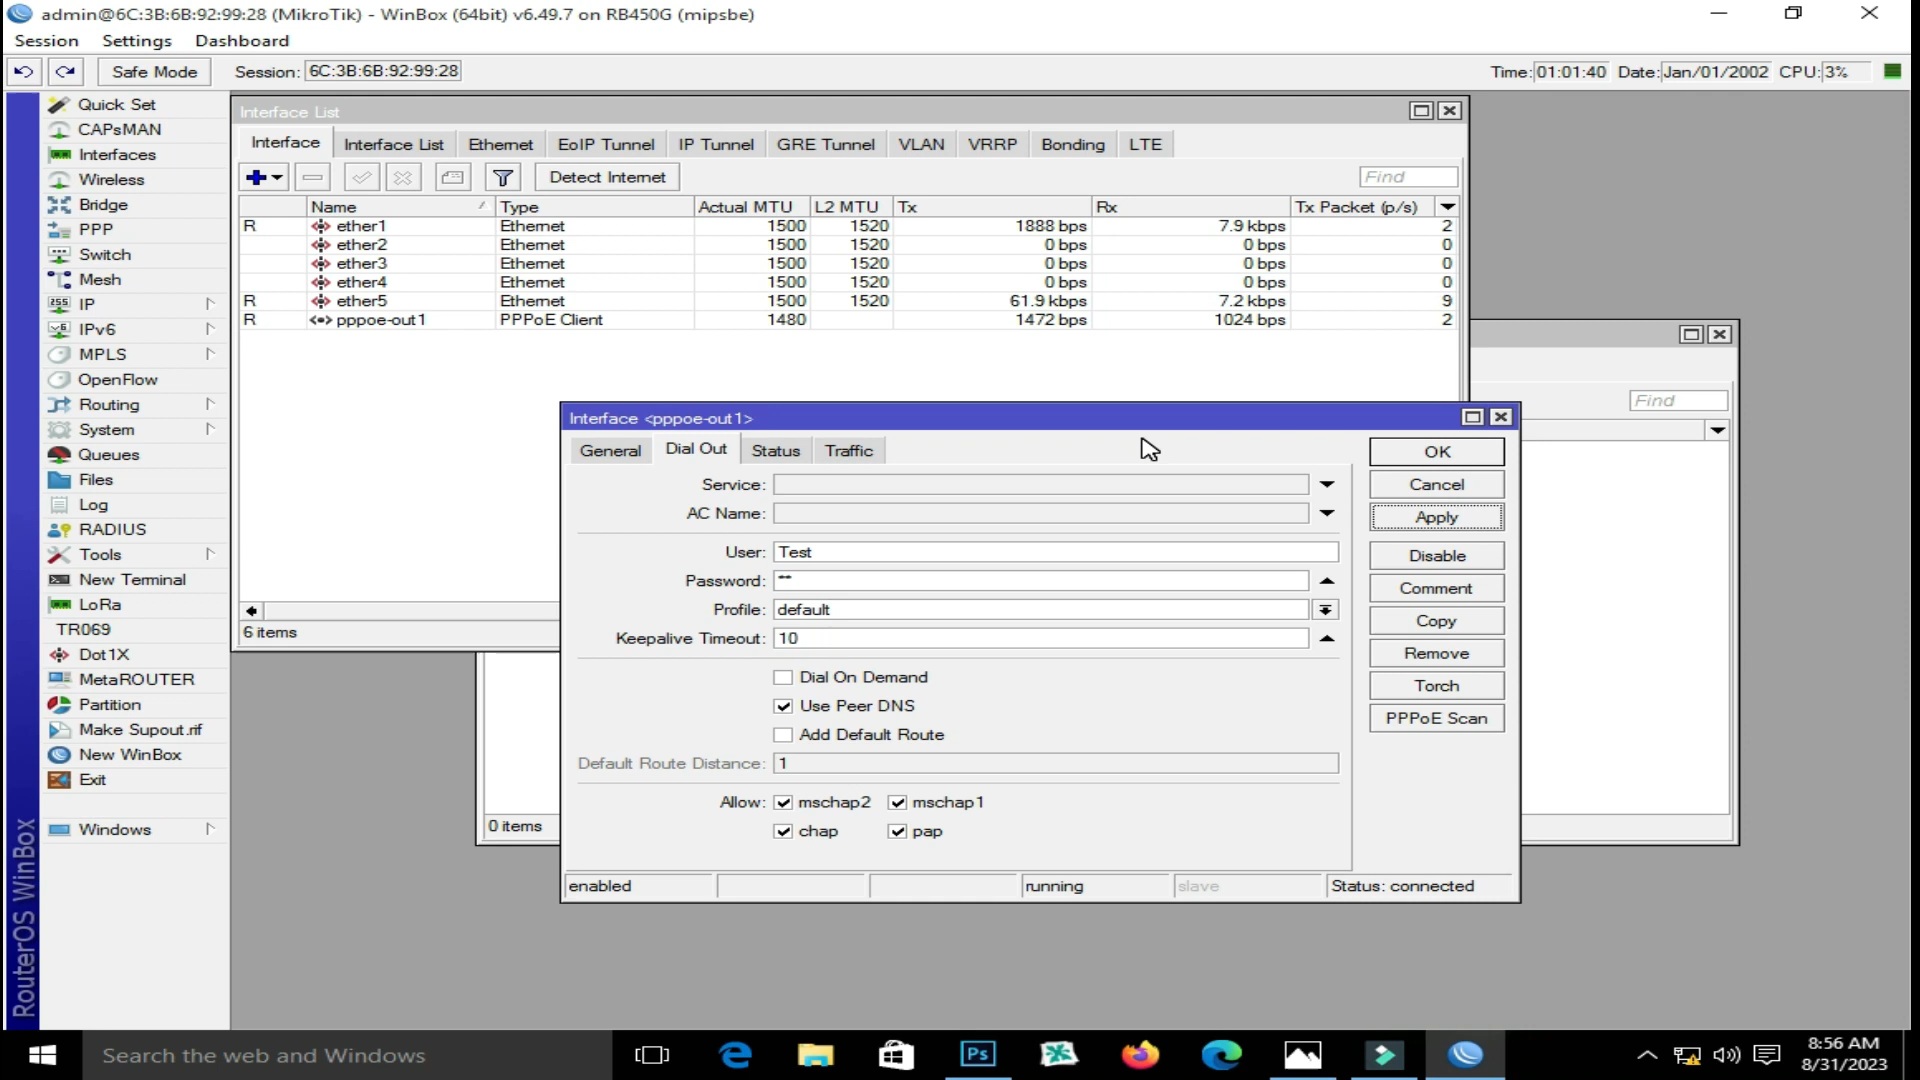 admin@6C:3B:6B:92:99:28 (MikroTik) - WinBox (64bit) v6.49.7 on RB450G (mipsbe)
Session Settings Dashboard
Safe Mode Session: 6C:3B:6B:92:99:28 Time: 01:01:40 Date: Jan/01/2002 CPU: 3%
Quick Set
CAPsMAN
Interfaces
Wireless
Bridge
PPP
Switch
Mesh
IP
IPv6
MPLS
OpenFlow
Routing
System
Queues
Files
Log
RADIUS
Tools
New Terminal
LoRa
TR069
Dot1X
MetaROUTER
Partition
Make Supout.rif
New WinBox
Exit
Windows
RouterOS WinBox
Interface List
Interface Interface List Ethernet EoIP Tunnel IP Tunnel GRE Tunnel VLAN VRRP Bonding LTE
Detect Internet Find
Name Type Actual MTU L2 MTU Tx Rx Tx Packet (p/s)
R ether1 Ethernet 1500 1520 1888 bps 7.9 kbps 2
ether2 Ethernet 1500 1520 0 bps 0 bps 0
ether3 Ethernet 1500 1520 0 bps 0 bps 0
ether4 Ethernet 1500 1520 0 bps 0 bps 0
R ether5 Ethernet 1500 1520 61.9 kbps 7.2 kbps 9
R pppoe-out1 PPPoE Client 1480 1472 bps 1024 bps 2
6 items
Find
0 items
Interface <pppoe-out1>
General Dial Out Status Traffic
Service:
AC Name:
User: Test
Password: **
Profile: default
Keepalive Timeout: 10
Dial On Demand
Use Peer DNS
Add Default Route
Default Route Distance: 1
Allow: mschap2 mschap1
chap pap
OK
Cancel
Apply
Disable
Comment
Copy
Remove
Torch
PPPoE Scan
enabled running slave Status: connected
Search the web and Windows
Ps
8:56 AM
8/31/2023